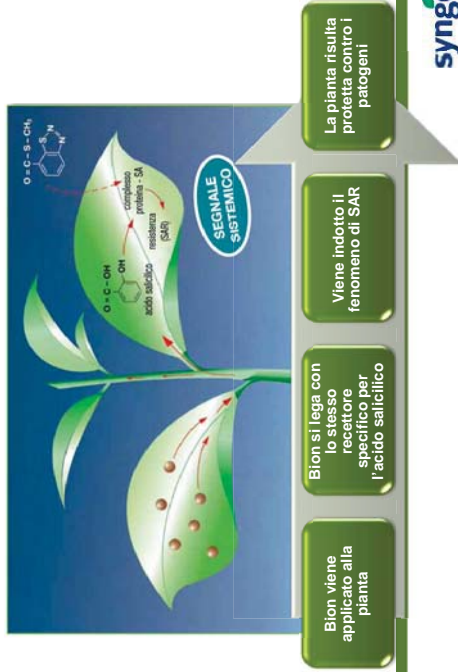 O = C – S – CH₃
S
N
N
O = C – OH
OH
acido salicilico
complesso
proteina - SA
resistenza
(SAR)
SEGNALE
SISTEMICO
Bion viene
applicato alla
pianta
Bion si lega con
lo stesso
recettore
specifico per
l'acido salicilico
Viene indotto il
fenomeno di SAR
La pianta risulta
protetta contro i
patogeni